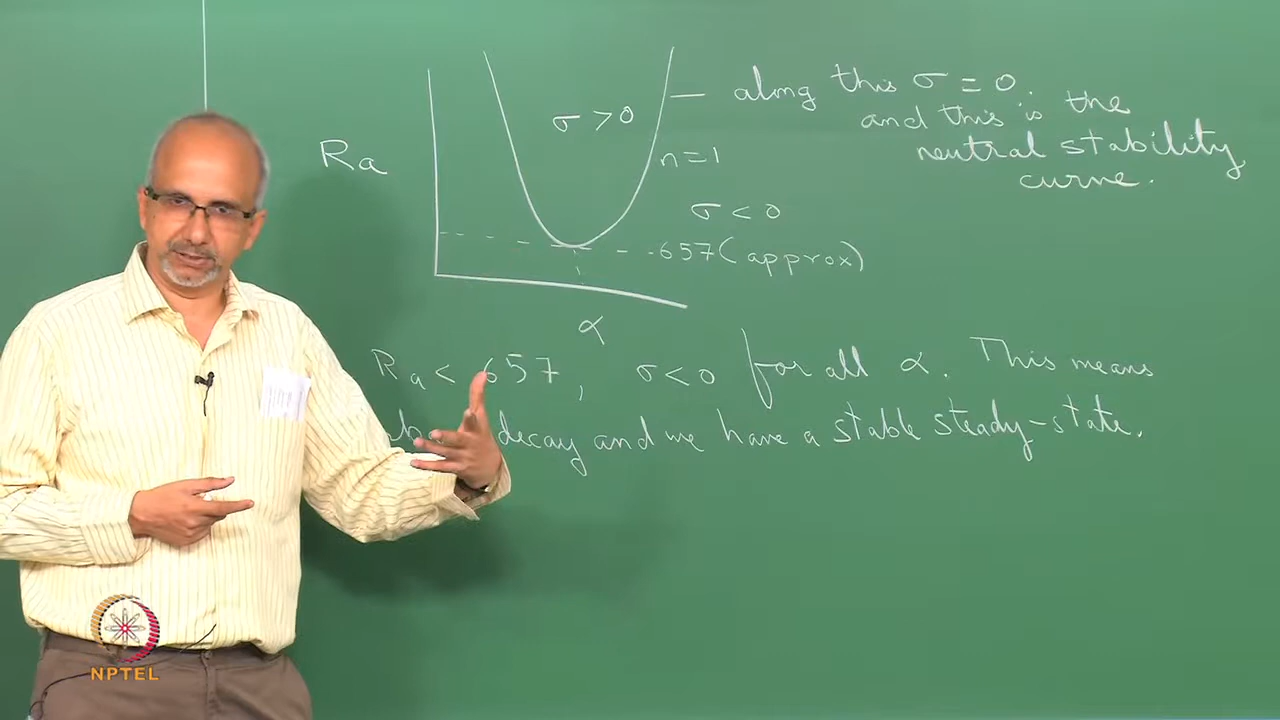 along this σ = 0.
and this is the
neutral stability
curve.
σ > 0
Ra
n=1
σ < 0
657 (approx)
α
Ra < 657, σ < 0 for all α. This means
decay and we have a stable steady-state.
NPTEL